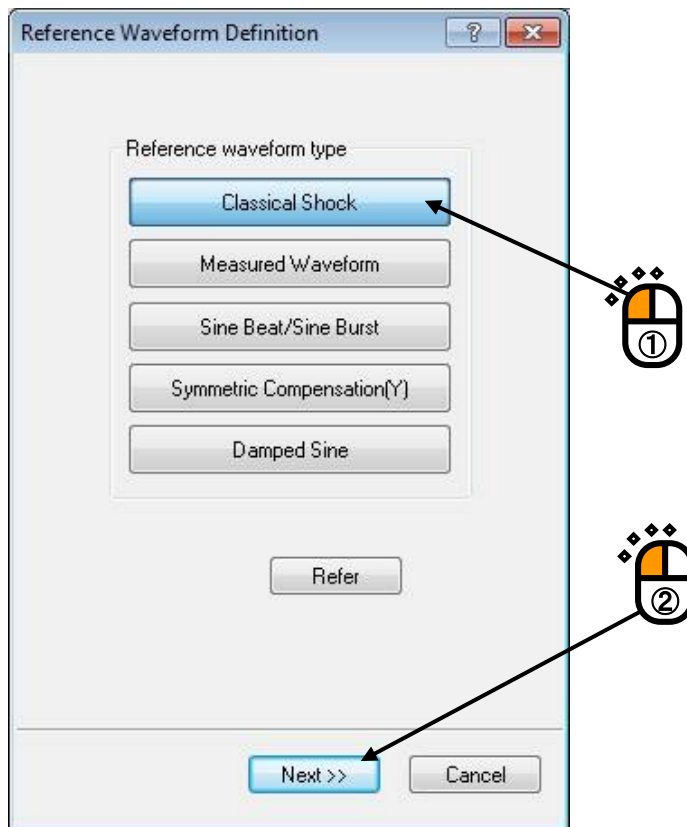 Reference Waveform Definition
?
Reference waveform type
Classical Shock
Measured Waveform
①
Sine Beat/Sine Burst
Symmetric Compensation(Y)
Damped Sine
Refer
②
Next >>
Cancel